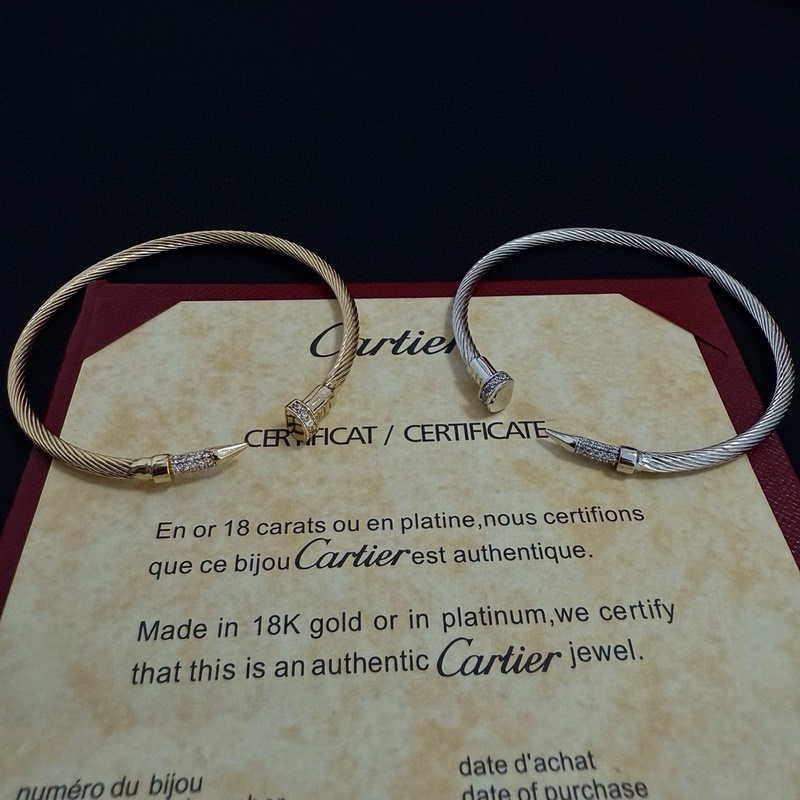 Cartier
CERTIFICAT / CERTIFICATE
En or 18 carats ou en platine,nous certifions
que ce bijou Cartier est authentique.
Made in 18K gold or in platinum,we certify
that this is an authentic Cartier jewel.
date d'achat
numéro du bijou
date of purchase